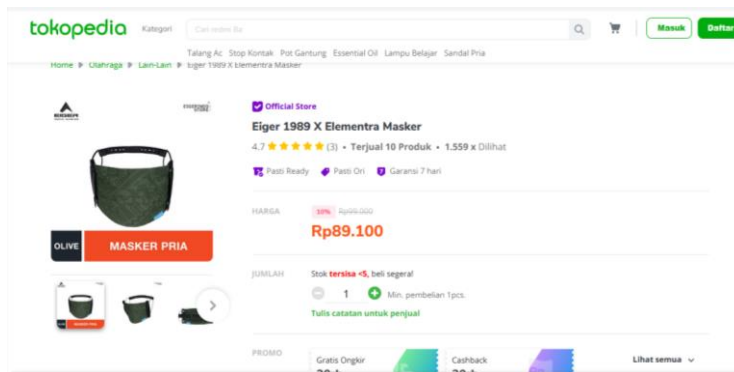 tokopedia Kategori Masuk Daftar
Talang Ac Stop Kontak Pot Gantung Essential Oil Lampu Belajar Sandal Pria
Home Olahraga Lain-Lain Eiger 1989 X Elementra Masker
EIGER
Official Store
Eiger 1989 X Elementra Masker
4.7 (3) • Terjual 10 Produk • 1.559 x Dilihat
Pasti Ready Pasti Ori Garansi 7 hari
HARGA 10% Rp99.000
Rp89.100
OLIVE MASKER PRIA
JUMLAH Stok tersisa <5, beli segera!
1 Min. pembelian 1pcs.
Tulis catatan untuk penjual
PROMO Gratis Ongkir Cashback Lihat semua